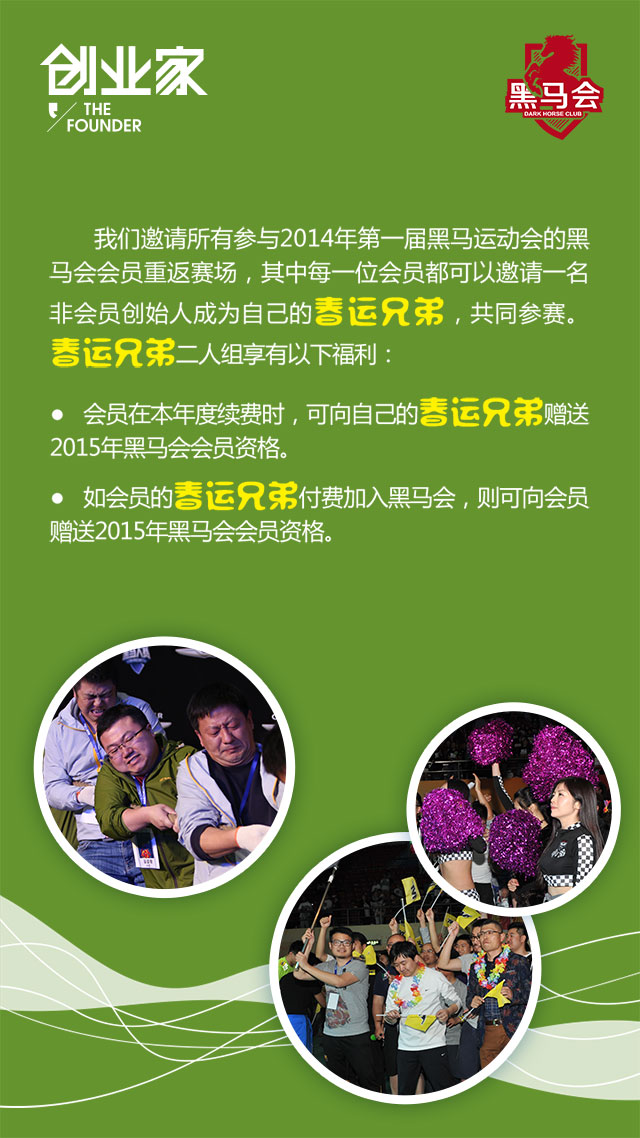 创业家
THE
FOUNDER
黑马会
DARK HORSE CLUB
我们邀请所有参与2014年第一届黑马运动会的黑
马会会员重返赛场，其中每一位会员都可以邀请一名
非会员创始人成为自己的春运兄弟，共同参赛。
春运兄弟二人组享有以下福利：
● 会员在本年度续费时，可向自己的春运兄弟赠送
2015年黑马会会员资格。
● 如会员的春运兄弟付费加入黑马会，则可向会员
赠送2015年黑马会会员资格。